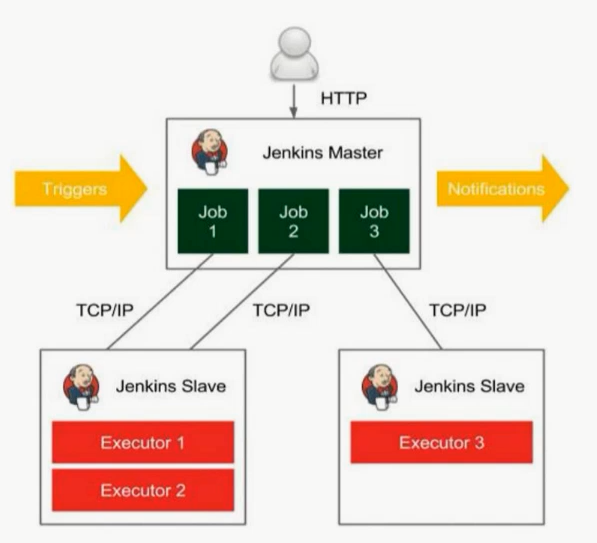 HTTP
Jenkins Master
Triggers
Notifications
Job
1
Job
2
Job
3
TCP/IP
TCP/IP
TCP/IP
Jenkins Slave
Executor 1
Executor 2
Jenkins Slave
Executor 3